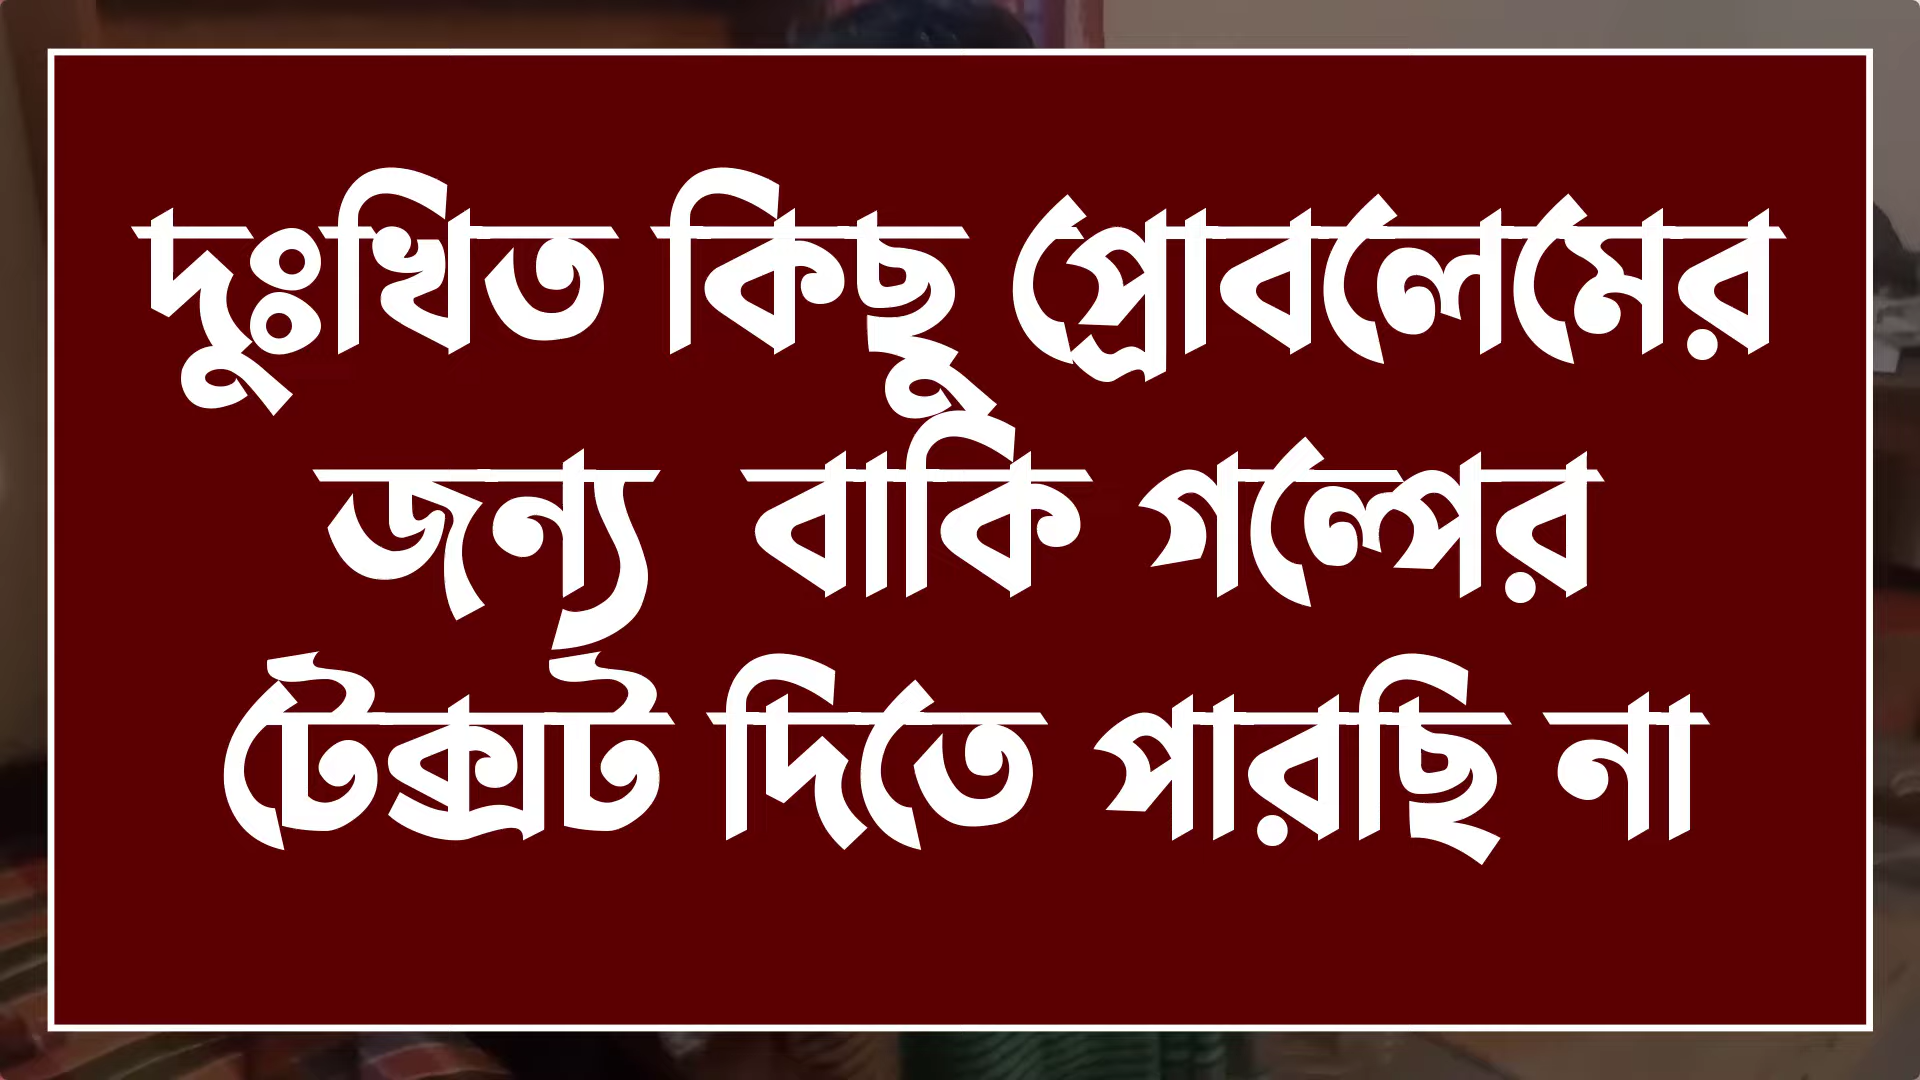 দুঃখিত কিছু প্রোবলেমের
জন্য বাকি গল্পের
টেক্সট দিতে পারছি না